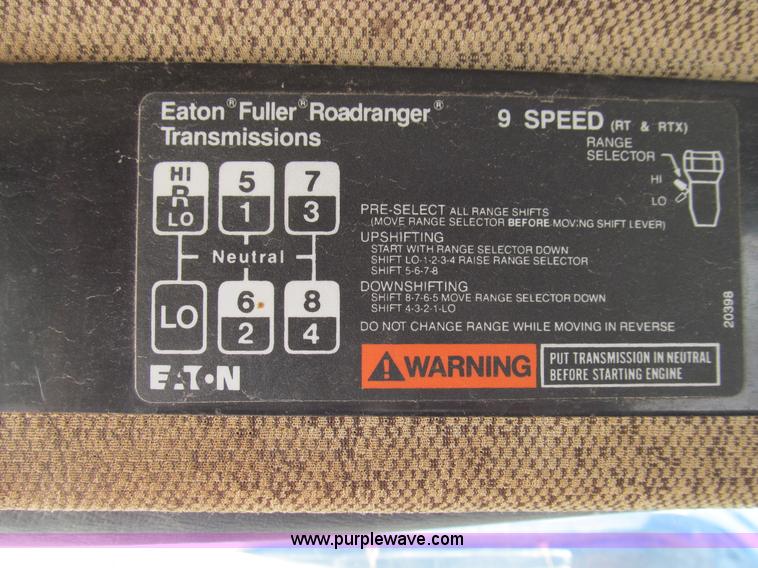 Eaton® Fuller® Roadranger®
Transmissions
9 SPEED (RT & RTX)
RANGE
SELECTOR
HI
LO
HI
R
LO
5
1
7
3
Neutral
LO
6
2
8
4
PRE-SELECT ALL RANGE SHIFTS
(MOVE RANGE SELECTOR BEFORE MOVING SHIFT LEVER)
UPSHIFTING
START WITH RANGE SELECTOR DOWN
SHIFT LO-1-2-3-4 RAISE RANGE SELECTOR
SHIFT 5-6-7-8
DOWNSHIFTING
SHIFT 8-7-6-5 MOVE RANGE SELECTOR DOWN
SHIFT 4-3-2-1-LO
DO NOT CHANGE RANGE WHILE MOVING IN REVERSE
20398
EATON
WARNING
PUT TRANSMISSION IN NEUTRAL
BEFORE STARTING ENGINE
www.purplewave.com